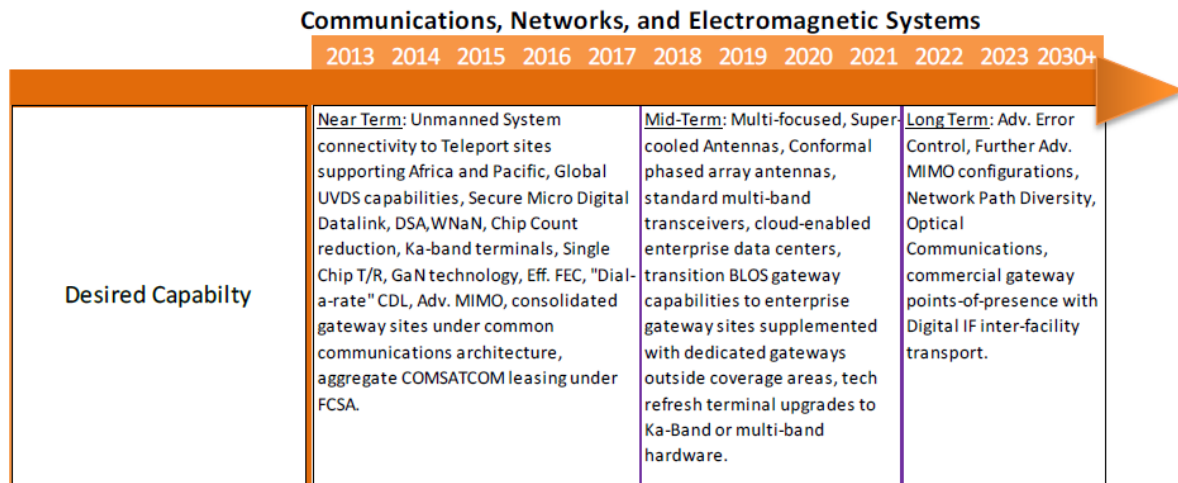 Communications, Networks, and Electromagnetic Systems
2013 2014 2015 2016 2017 2018 2019 2020 2021 2022 2023 2030+
Desired Capabilty
Near Term: Unmanned System
connectivity to Teleport sites
supporting Africa and Pacific, Global
UVDS capabilities, Secure Micro Digital
Datalink, DSA,WNaN, Chip Count
reduction, Ka-band terminals, Single
Chip T/R, GaN technology, Eff. FEC, "Dial-
a-rate" CDL, Adv. MIMO, consolidated
gateway sites under common
communications architecture,
aggregate COMSATCOM leasing under
FCSA.
Mid-Term: Multi-focused, Super-
cooled Antennas, Conformal
phased array antennas,
standard multi-band
transceivers, cloud-enabled
enterprise data centers,
transition BLOS gateway
capabilities to enterprise
gateway sites supplemented
with dedicated gateways
outside coverage areas, tech
refresh terminal upgrades to
Ka-Band or multi-band
hardware.
Long Term: Adv. Error
Control, Further Adv.
MIMO configurations,
Network Path Diversity,
Optical
Communications,
commercial gateway
points-of-presence with
Digital IF inter-facility
transport.